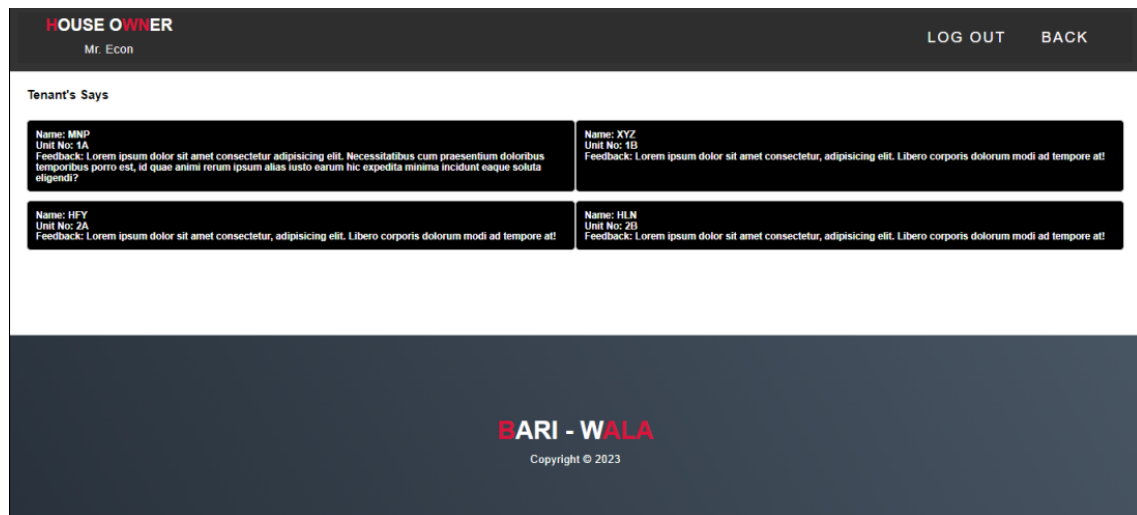 HOUSE OWNER
Mr. Econ
LOG OUT
BACK
Tenant's Says
Name: MNP
Unit No: 1A
Feedback: Lorem ipsum dolor sit amet consectetur adipisicing elit. Necessitatibus cum praesentium doloribus
temporibus porro est, id quae animi rerum ipsum alias iusto earum hic expedita minima incidunt eaque soluta
eligendi?
Name: XYZ
Unit No: 1B
Feedback: Lorem ipsum dolor sit amet consectetur, adipisicing elit. Libero corporis dolorum modi ad tempore at!
Name: HFY
Unit No: 2A
Feedback: Lorem ipsum dolor sit amet consectetur, adipisicing elit. Libero corporis dolorum modi ad tempore at!
Name: HLN
Unit No: 2B
Feedback: Lorem ipsum dolor sit amet consectetur, adipisicing elit. Libero corporis dolorum modi ad tempore at!
BARI - WALA
Copyright © 2023